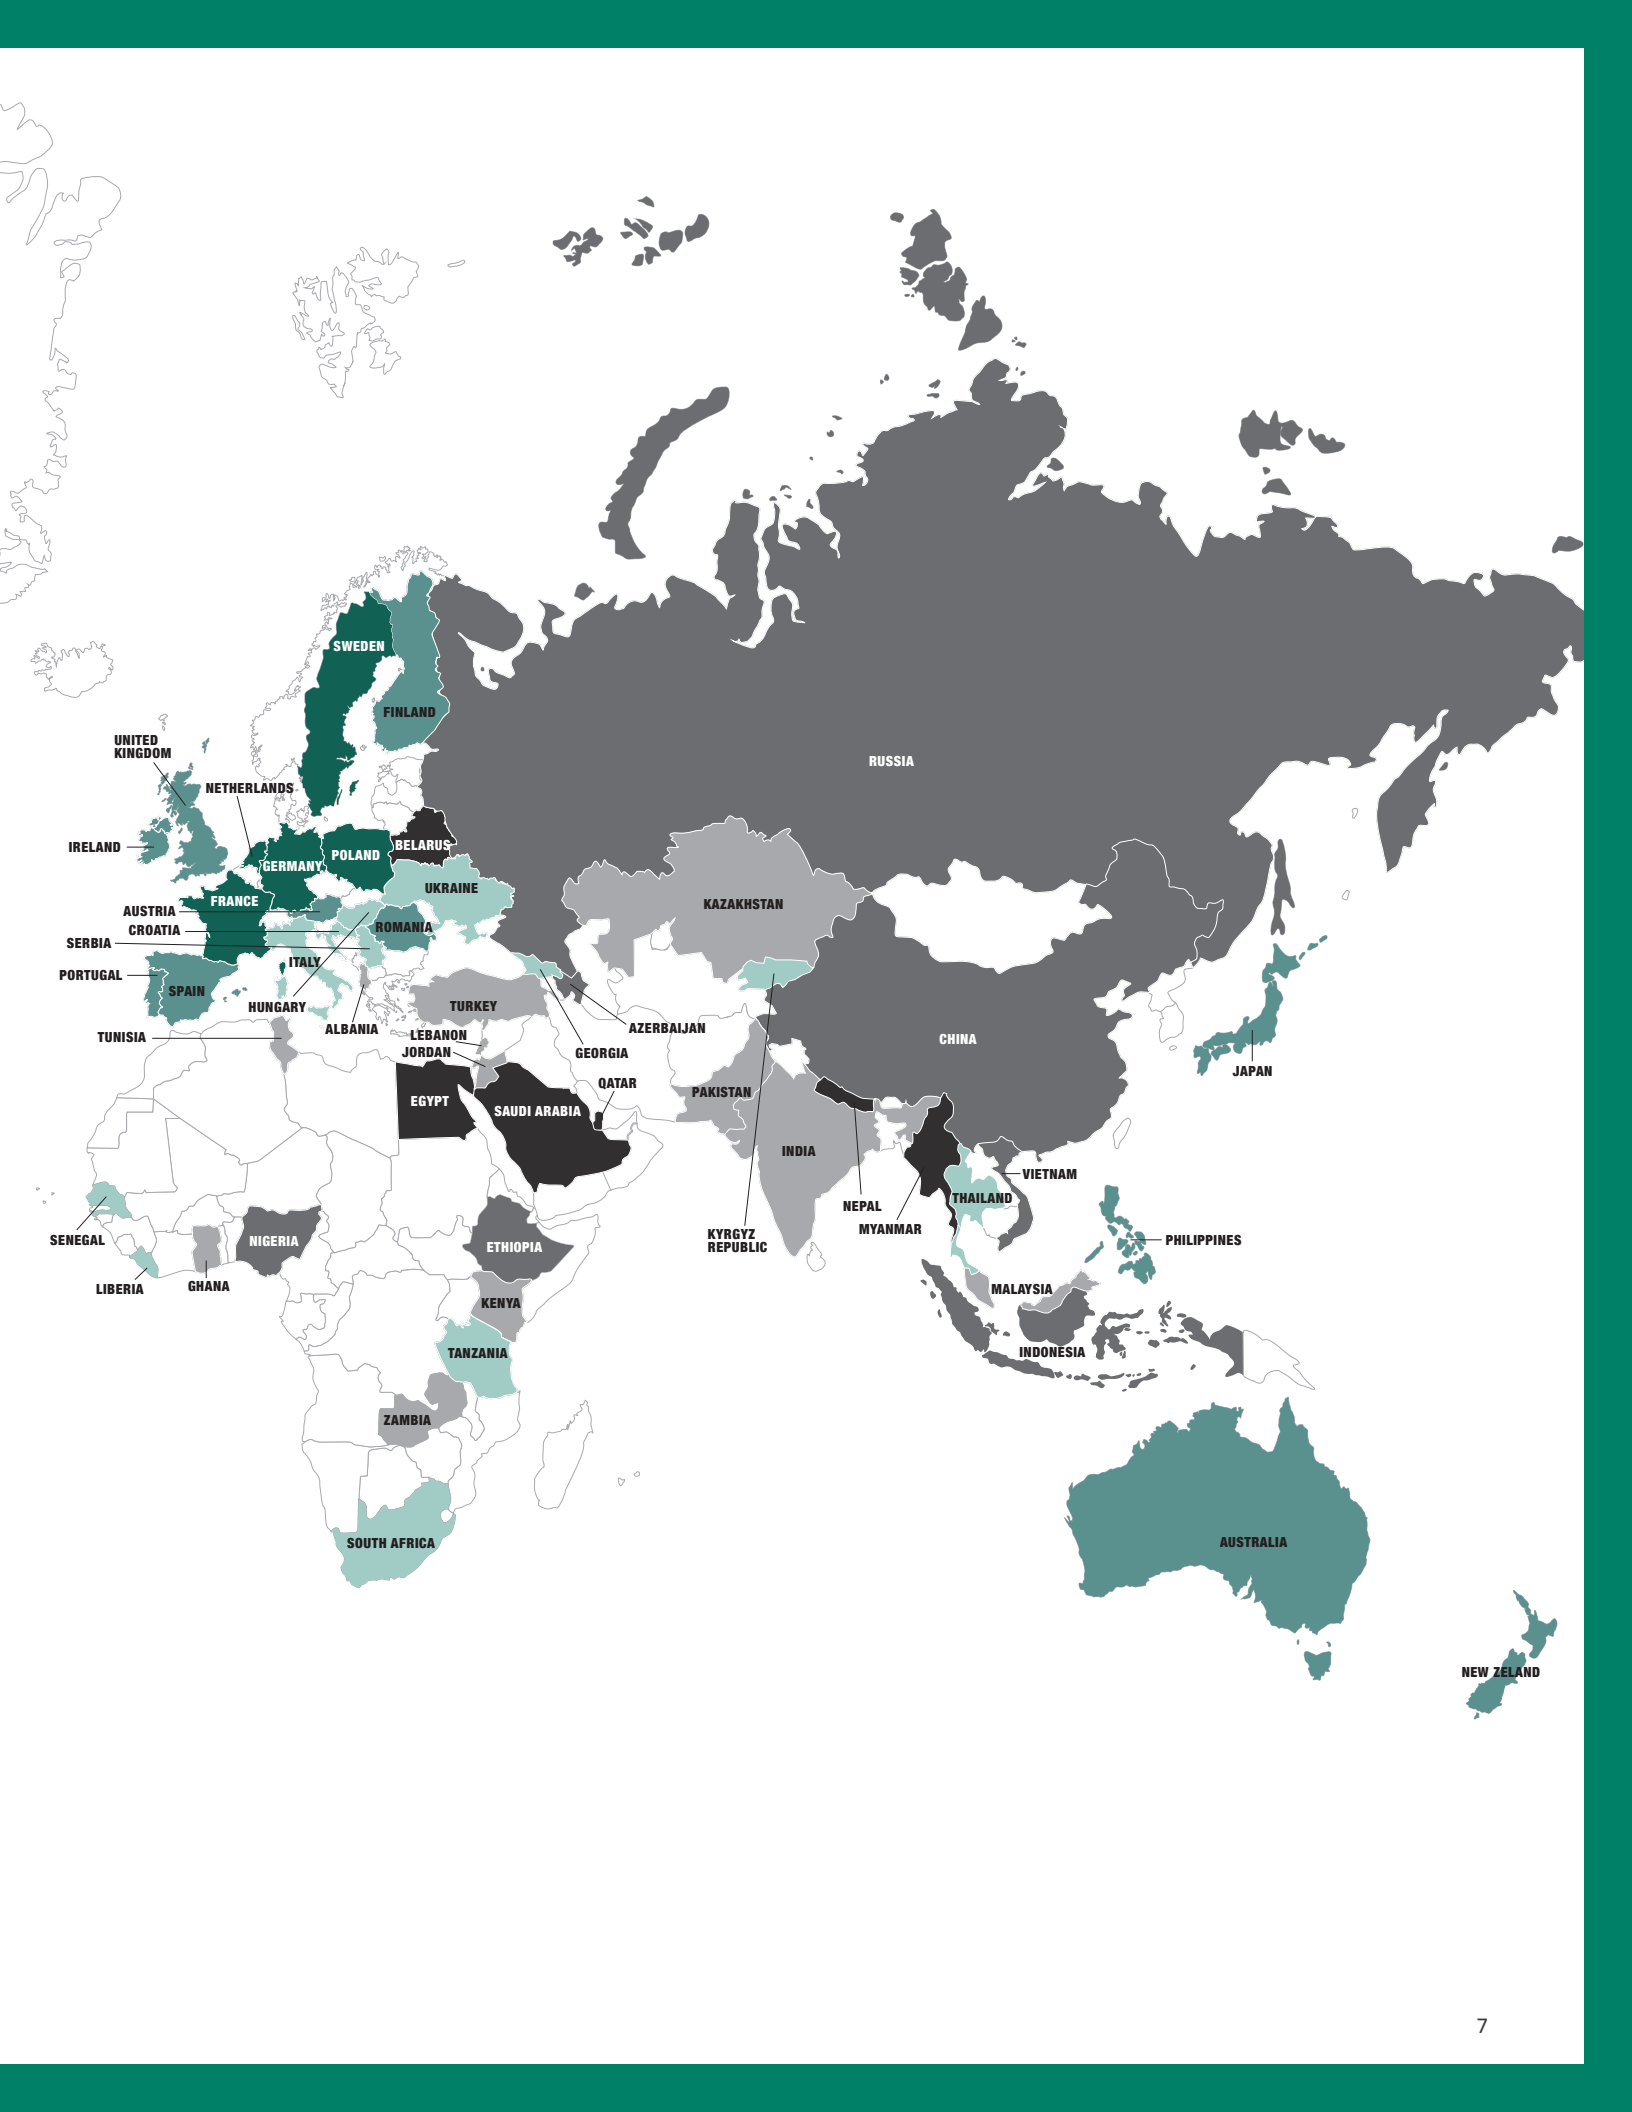 SWEDEN
FINLAND
UNITED
KINGDOM
RUSSIA
NETHERLANDS
IRELAND
BELARUS
POLAND
GERMANY
UKRAINE
FRANCE
KAZAKHSTAN
AUSTRIA
ROMANIA
CROATIA
SERBIA
ITALY
PORTUGAL
SPAIN
HUNGARY
TURKEY
ALBANIA
AZERBAIJAN
TUNISIA
LEBANON
CHINA
JORDAN
GEORGIA
JAPAN
QATAR
PAKISTAN
EGYPT
SAUDI ARABIA
INDIA
VIETNAM
THAILAND
NEPAL
MYANMAR
KYRGYZ
REPUBLIC
SENEGAL
NIGERIA
ETHIOPIA
PHILIPPINES
LIBERIA
GHANA
MALAYSIA
KENYA
INDONESIA
TANZANIA
ZAMBIA
SOUTH AFRICA
AUSTRALIA
NEW ZELAND
7